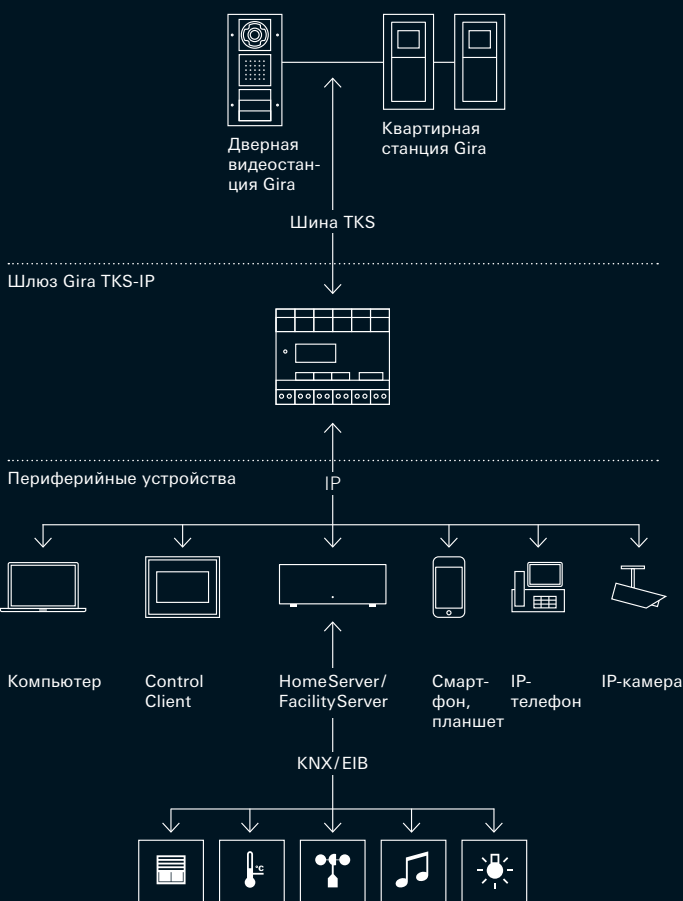 Дверная
видеостан-
ция Gira
Квартирная
станция Gira
Шина TKS
Шлюз Gira TKS-IP
Периферийные устройства
IP
Компьютер
Control
Client
HomeServer/
FacilityServer
Смарт-
фон,
планшет
IP-
телефон
IP-камера
KNX/EIB
°C